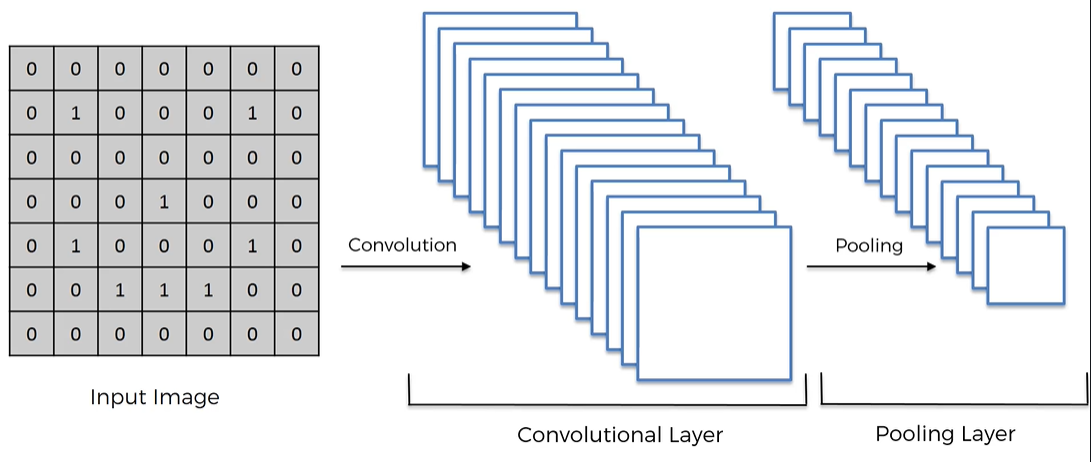 0 0 0 0 0 0 0
0 1 0 0 0 1 0
0 0 0 0 0 0 0
0 0 0 1 0 0 0
0 1 0 0 0 1 0
0 0 1 1 1 0 0
0 0 0 0 0 0 0
Convolution
Pooling
Input Image
Convolutional Layer
Pooling Layer